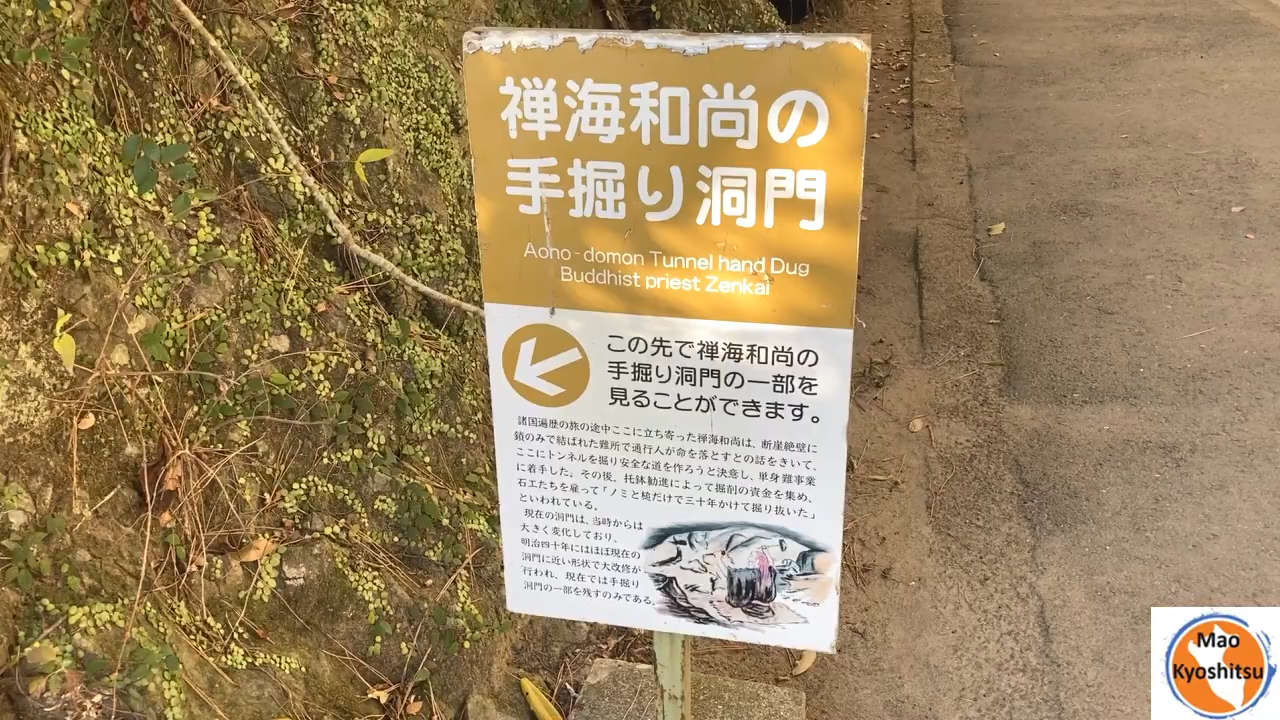 禅海和尚の
手掘り洞門
Aono-domon Tunnel hand Dug
Buddhist priest Zenkai
この先で禅海和尚の
手掘り洞門の一部を
見ることができます。
諸国遍歴の旅の途中ここに立ち寄った禅海和尚は、断崖絶壁に
鎖のみで結ばれた難所で通行人が命を落とすとの話をきいて、
ここにトンネルを掘り安全な道を作ろうと決意し、単身難事業
に着手した。その後、托鉢勧進によって掘削の資金を集め、
石工たちを雇って「ノミと槌だけで三十年かけて掘り抜いた」
といわれている。
現在の洞門は、当時からは
大きく変化しており、
明治四十年にはほぼ現在の
洞門に近い形状で大改修が
行われ、現在では手掘り
洞門の一部を残すのみである。
Mao
Kyoshitsu